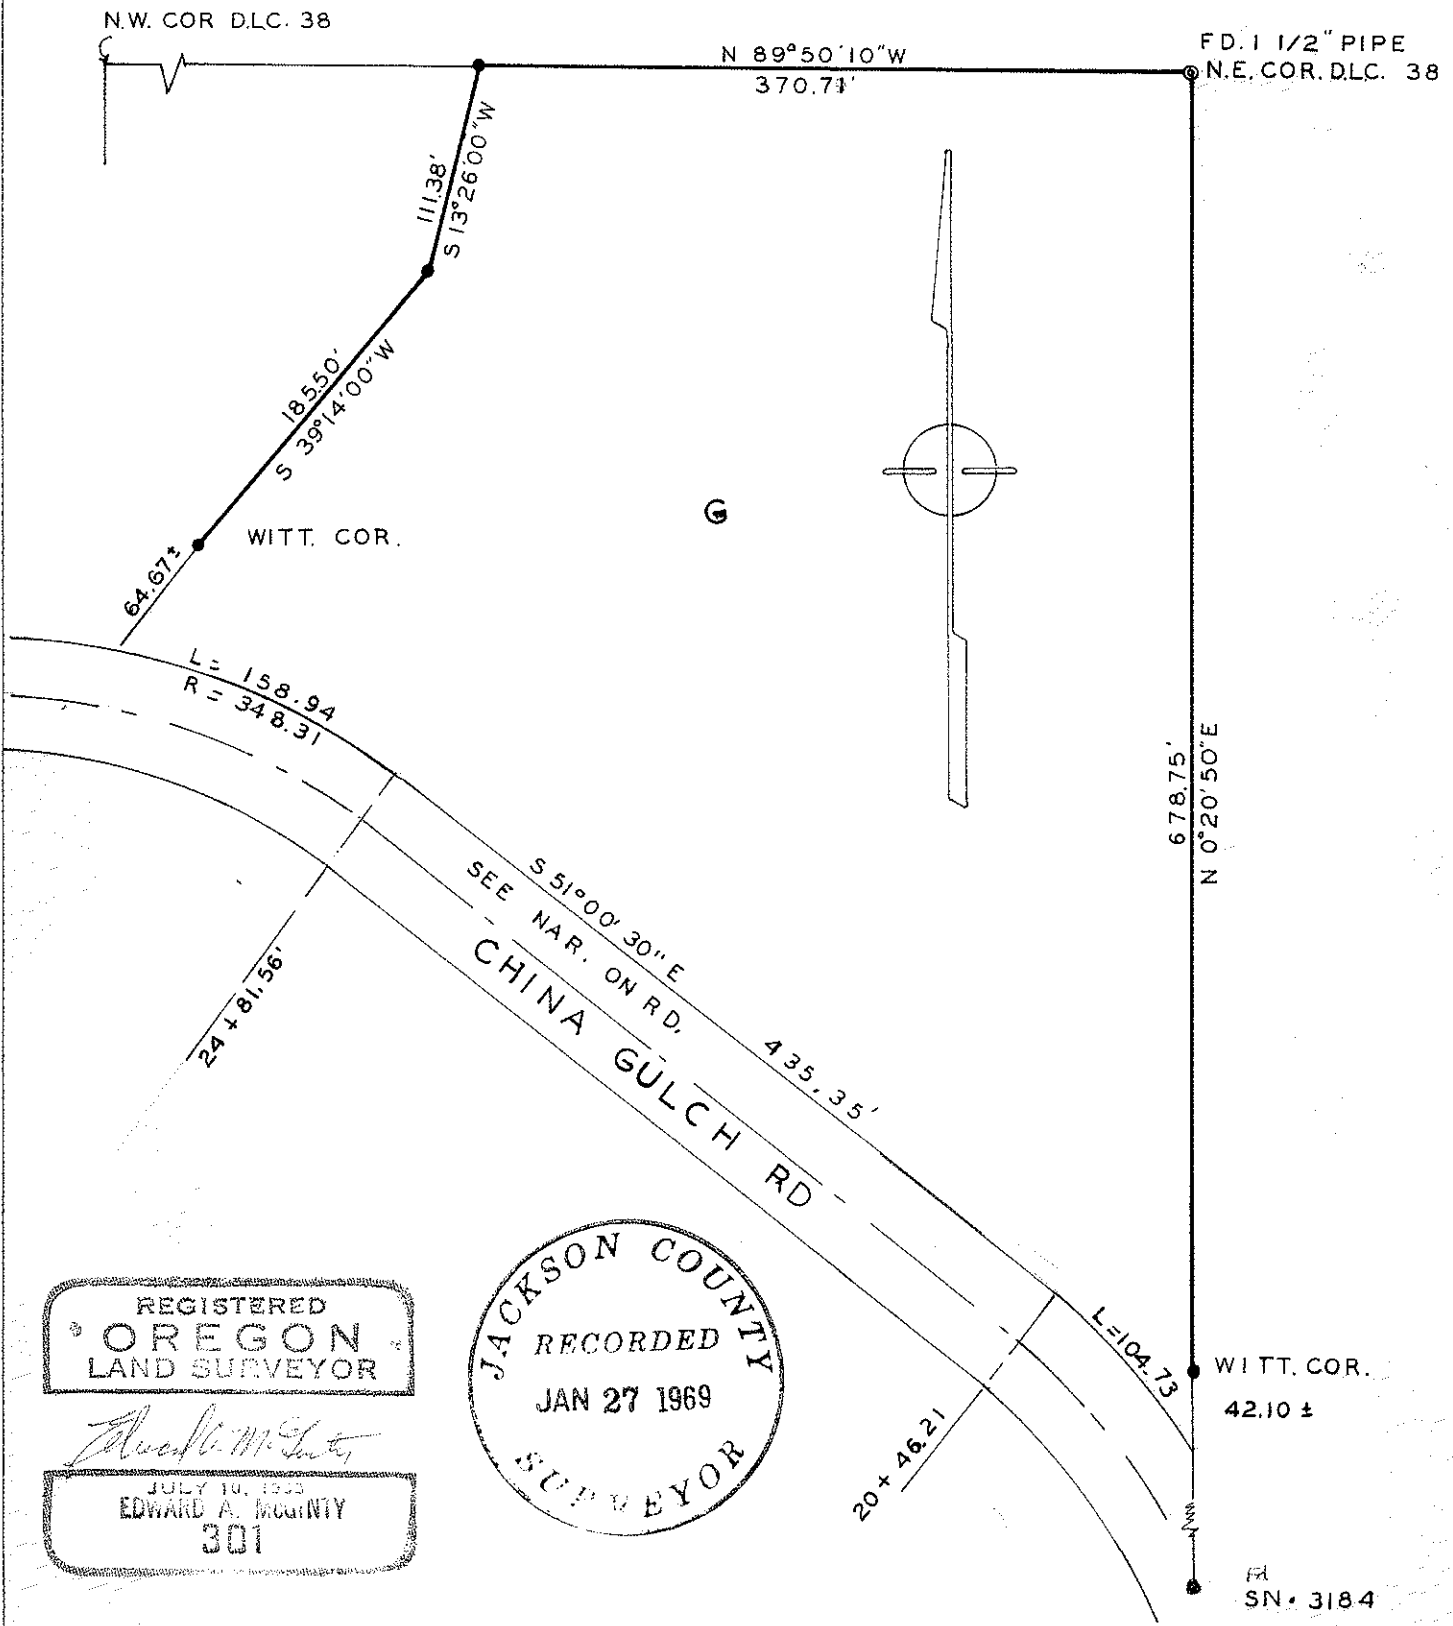 N.W. COR D.L.C. 38
N 89°50'10"W
370.71'
FD. 1 1/2" PIPE
N.E. COR. D.L.C. 38
111.38'
S 13°26'00"W
185.50'
S 39°14'00"W
WITT. COR.
64.67±
G
L= 158.94
R = 348.31
678.75'
N 0°20'50"E
S 51°00'30"E
435.35'
SEE NAR. ON RD.
CHINA GULCH RD
24 + 81.56'
L=104.73
WITT. COR.
42.10 ±
20 + 46.21
Fd
SN. 3184
REGISTERED
OREGON
LAND SURVEYOR
JULY 10,
EDWARD A. McGINTY
301
JACKSON COUNTY
RECORDED
JAN 27 1969
SURVEYOR